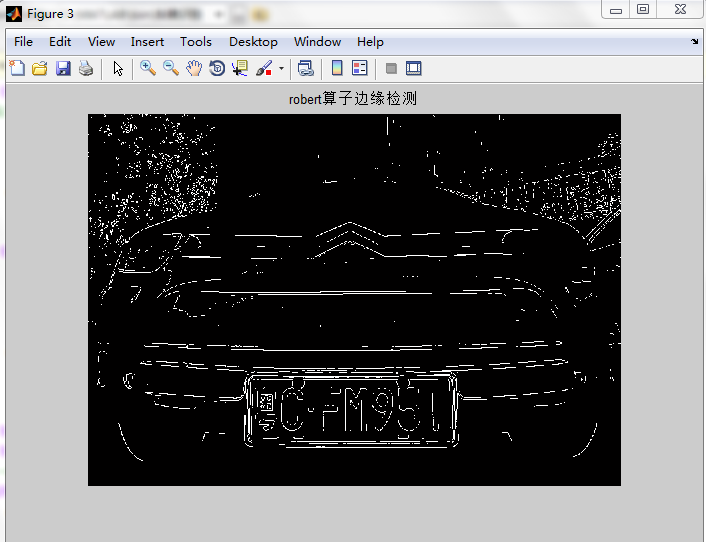 Figure 3
File Edit View Insert Tools Desktop Window Help
robert算子边缘检测
C·FM951